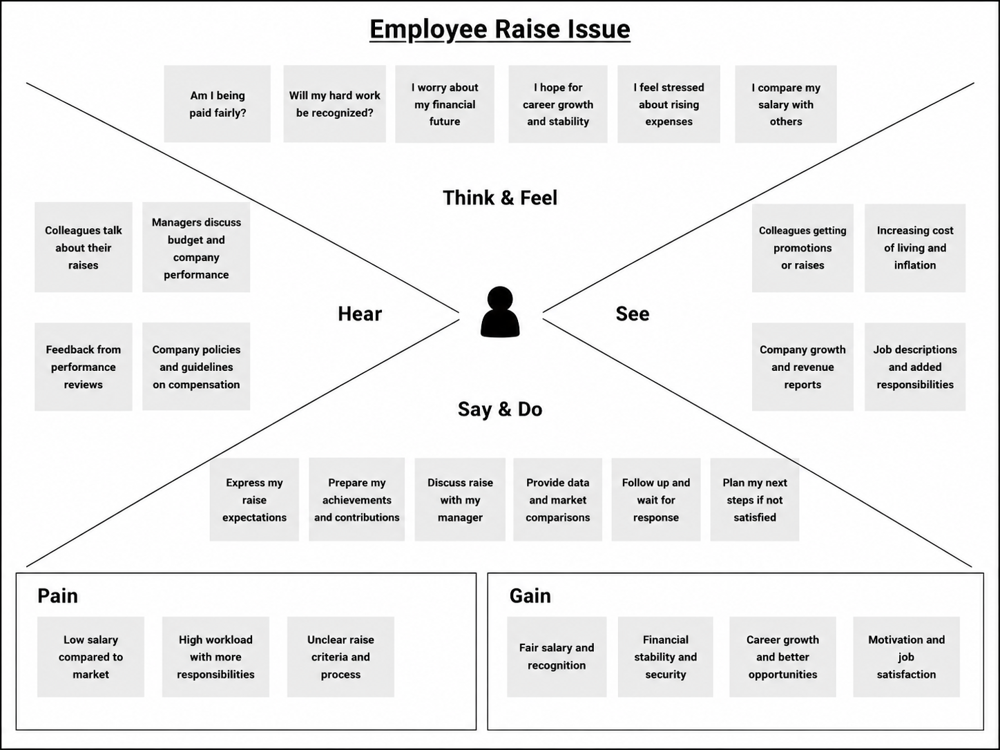 Employee Raise Issue
Am I being
paid fairly?
Will my hard work
be recognized?
I worry about
my financial
future
I hope for
career growth
and stability
I feel stressed
about rising
expenses
I compare my
salary with
others
Think & Feel
Colleagues talk
about their
raises
Managers discuss
budget and
company
performance
Feedback from
performance
reviews
Company policies
and guidelines
on compensation
Hear
See
Colleagues getting
promotions
or raises
Increasing cost
of living and
inflation
Company growth
and revenue
reports
Job descriptions
and added
responsibilities
Say & Do
Express my
raise
expectations
Prepare my
achievements
and contributions
Discuss raise
with my
manager
Provide data
and market
comparisons
Follow up and
wait for
response
Plan my next
steps if not
satisfied
Pain
Low salary
compared to
market
High workload
with more
responsibilities
Unclear raise
criteria and
process
Gain
Fair salary and
recognition
Financial
stability and
security
Career growth
and better
opportunities
Motivation and
job
satisfaction